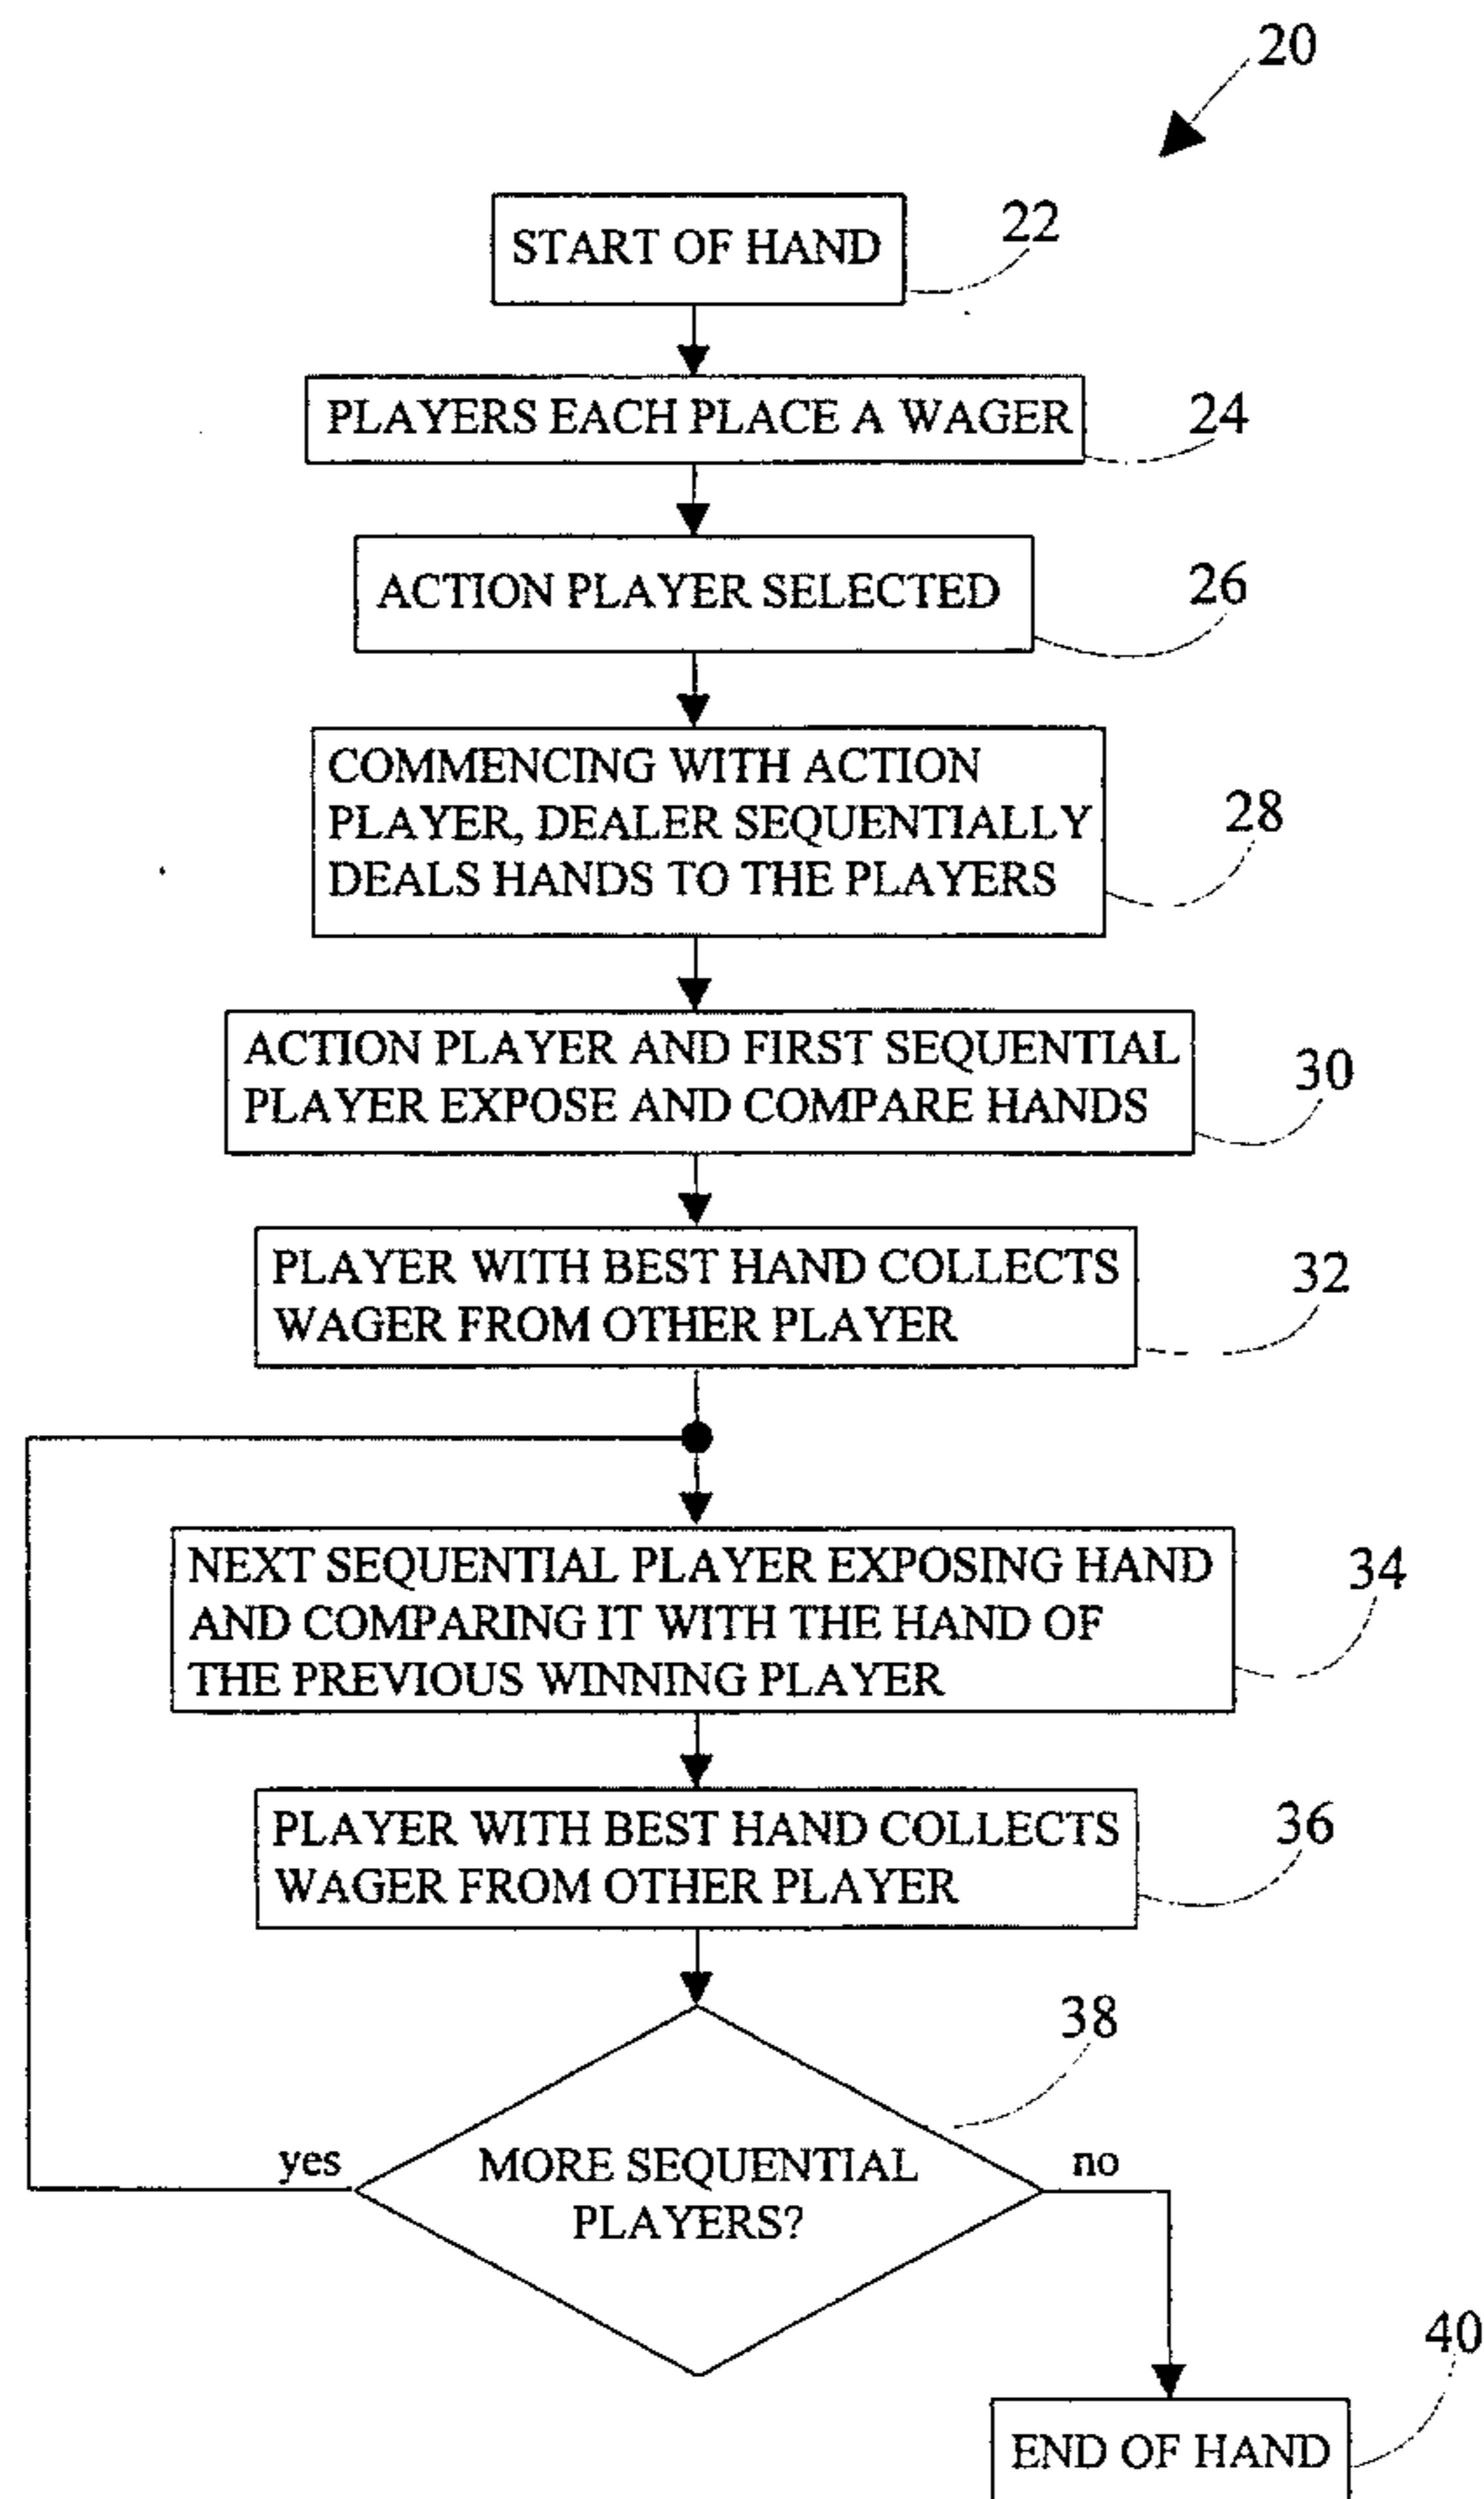 20
START OF HAND
22
PLAYERS EACH PLACE A WAGER
24
ACTION PLAYER SELECTED
26
COMMENCING WITH ACTION
PLAYER, DEALER SEQUENTIALLY
DEALS HANDS TO THE PLAYERS
28
ACTION PLAYER AND FIRST SEQUENTIAL
PLAYER EXPOSE AND COMPARE HANDS
30
PLAYER WITH BEST HAND COLLECTS
WAGER FROM OTHER PLAYER
32
NEXT SEQUENTIAL PLAYER EXPOSING HAND
AND COMPARING IT WITH THE HAND OF
THE PREVIOUS WINNING PLAYER
34
PLAYER WITH BEST HAND COLLECTS
WAGER FROM OTHER PLAYER
36
38
yes
MORE SEQUENTIAL
PLAYERS?
no
40
END OF HAND